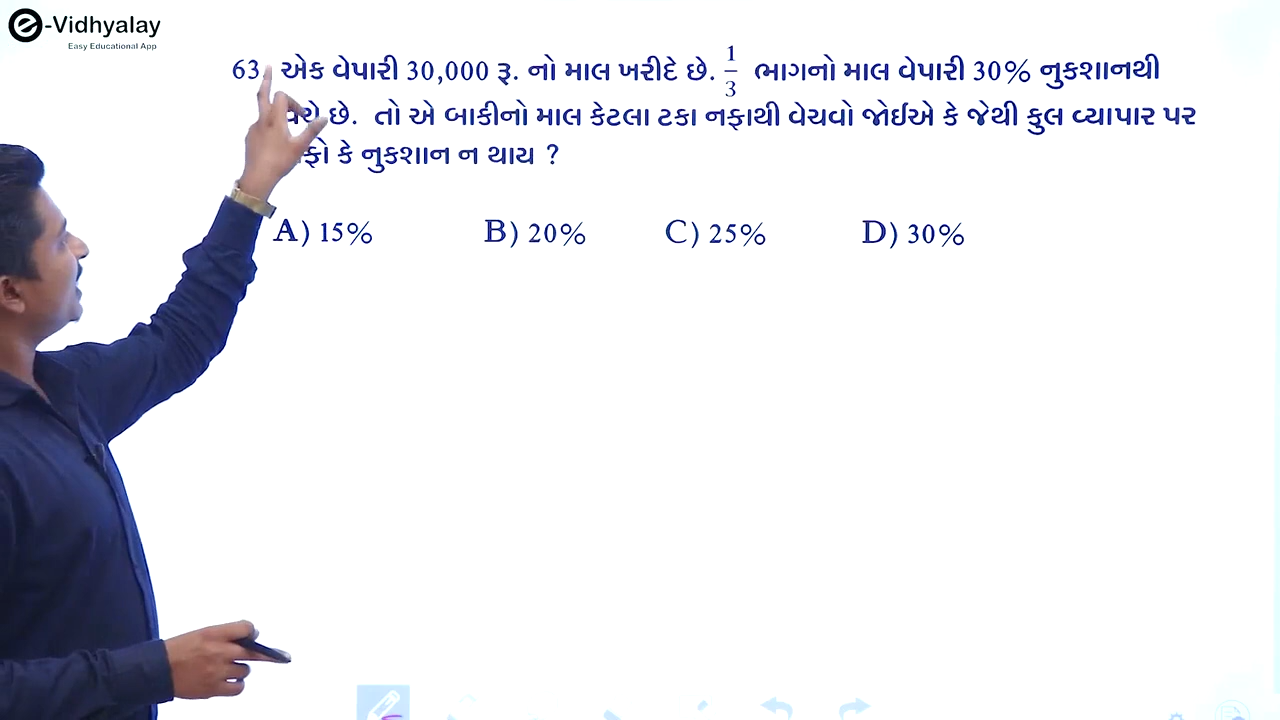 e-Vidhyalay
Easy Educational App
63. એક વેપારી 30,000 રૂ. નો માલ ખરીદે છે. 1/3 ભાગનો માલ વેપારી 30% નુકશાનથી
છે. તો એ બાકીનો માલ કેટલા ટકા નફાથી વેચવો જોઈએ કે જેથી કુલ વ્યાપાર પર
કે નુકશાન ન થાય ?
A) 15% B) 20% C) 25% D) 30%